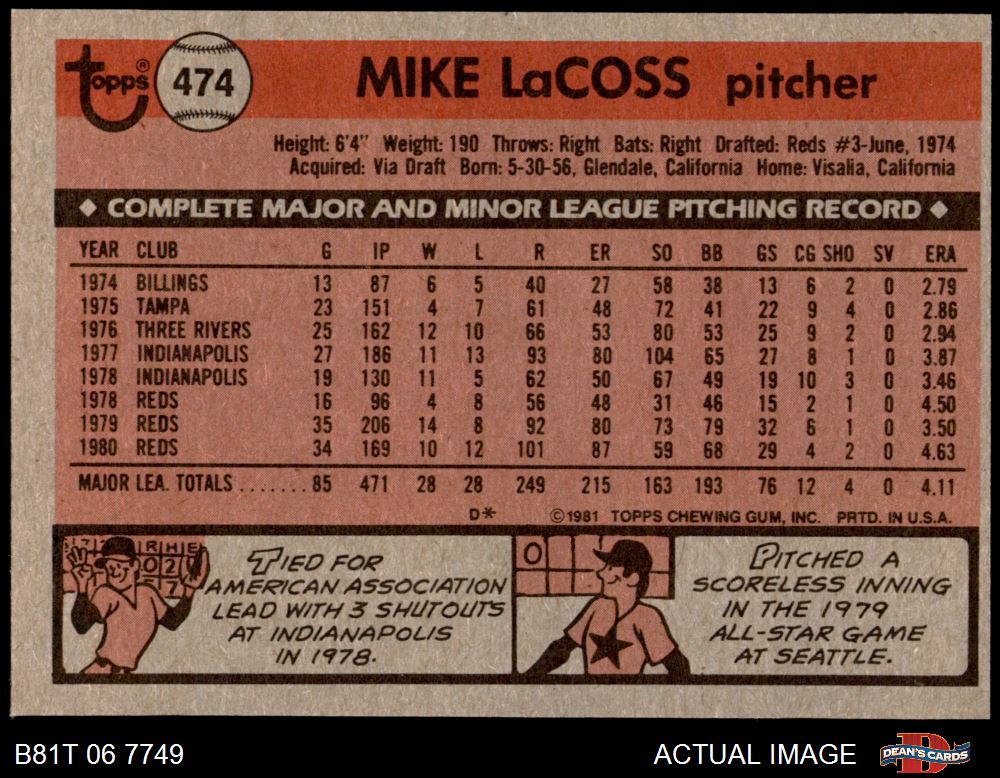 Topps® 474 MIKE LaCOSS pitcher
Height: 6'4" Weight: 190 Throws: Right Bats: Right Drafted: Reds #3-June, 1974
Acquired: Via Draft Born: 5-30-56, Glendale, California Home: Visalia, California
◆ COMPLETE MAJOR AND MINOR LEAGUE PITCHING RECORD ◆
YEAR CLUB G IP W L R ER SO BB GS CG SHO SV ERA
1974 BILLINGS 13 87 6 5 40 27 58 38 13 6 2 0 2.79
1975 TAMPA 23 151 4 7 61 48 72 41 22 9 4 0 2.86
1976 THREE RIVERS 25 162 12 10 66 53 80 53 25 9 2 0 2.94
1977 INDIANAPOLIS 27 186 11 13 93 80 104 65 27 8 1 0 3.87
1978 INDIANAPOLIS 19 130 11 5 62 50 67 49 19 10 3 0 3.46
1978 REDS 16 96 4 8 56 48 31 46 15 2 1 0 4.50
1979 REDS 35 206 14 8 92 80 73 79 32 6 1 0 3.50
1980 REDS 34 169 10 12 101 87 59 68 29 4 2 0 4.63
MAJOR LEA. TOTALS ....... 85 471 28 28 249 215 163 193 76 12 4 0 4.11
D* ©1981 TOPPS CHEWING GUM, INC. PRTD. IN U.S.A.
R H E
0 2
7
TIED FOR
AMERICAN ASSOCIATION
LEAD WITH 3 SHUTOUTS
AT INDIANAPOLIS
IN 1978.
0
PITCHED A
SCORELESS INNING
IN THE 1979
ALL-STAR GAME
AT SEATTLE.
B81T 06 7749 ACTUAL IMAGE DEAN'S CARDS